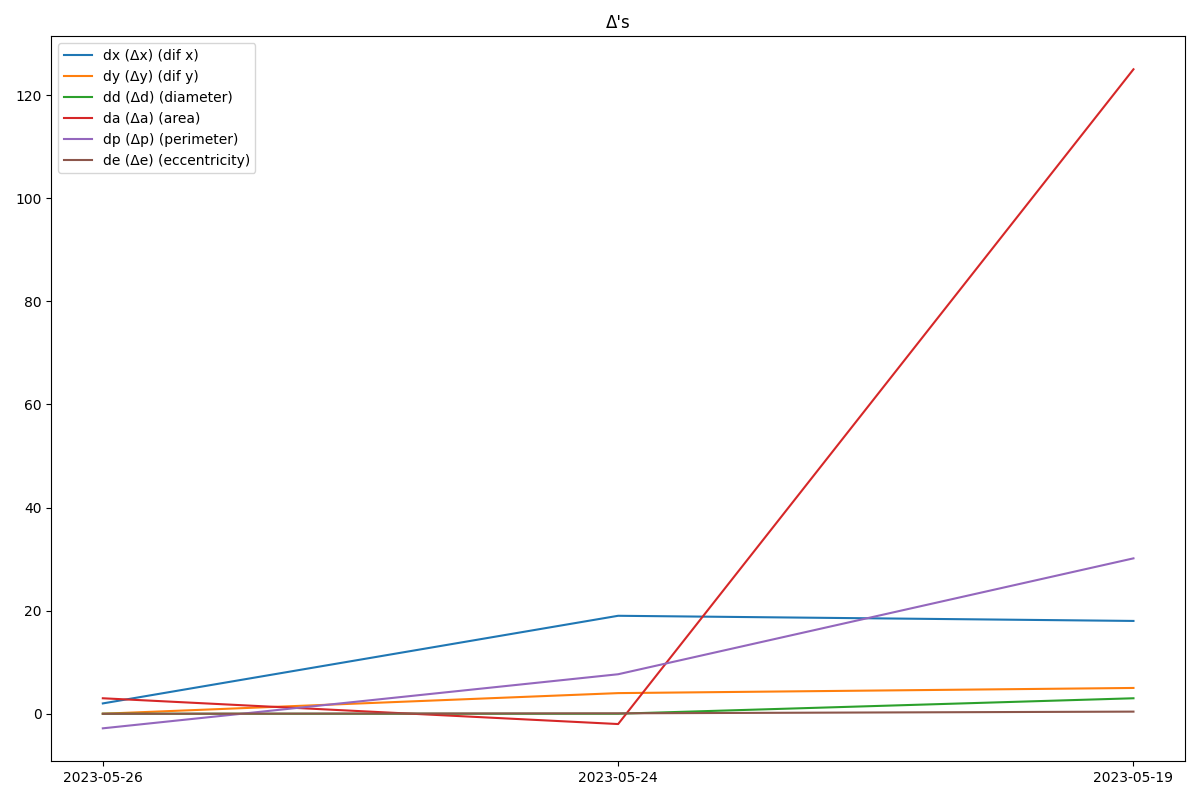 Δ's
dx (Δx) (dif x)
dy (Δy) (dif y)
dd (Δd) (diameter)
da (Δa) (area)
dp (Δp) (perimeter)
de (Δe) (eccentricity)
120
100
80
60
40
20
0
2023-05-26 2023-05-24 2023-05-19